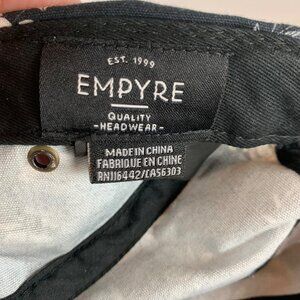 EST. 1999
EMPYRE
QUALITY
-HEADWEAR-
MADE IN CHINA
FABRIQUE EN CHINE
RN116442/CA56303